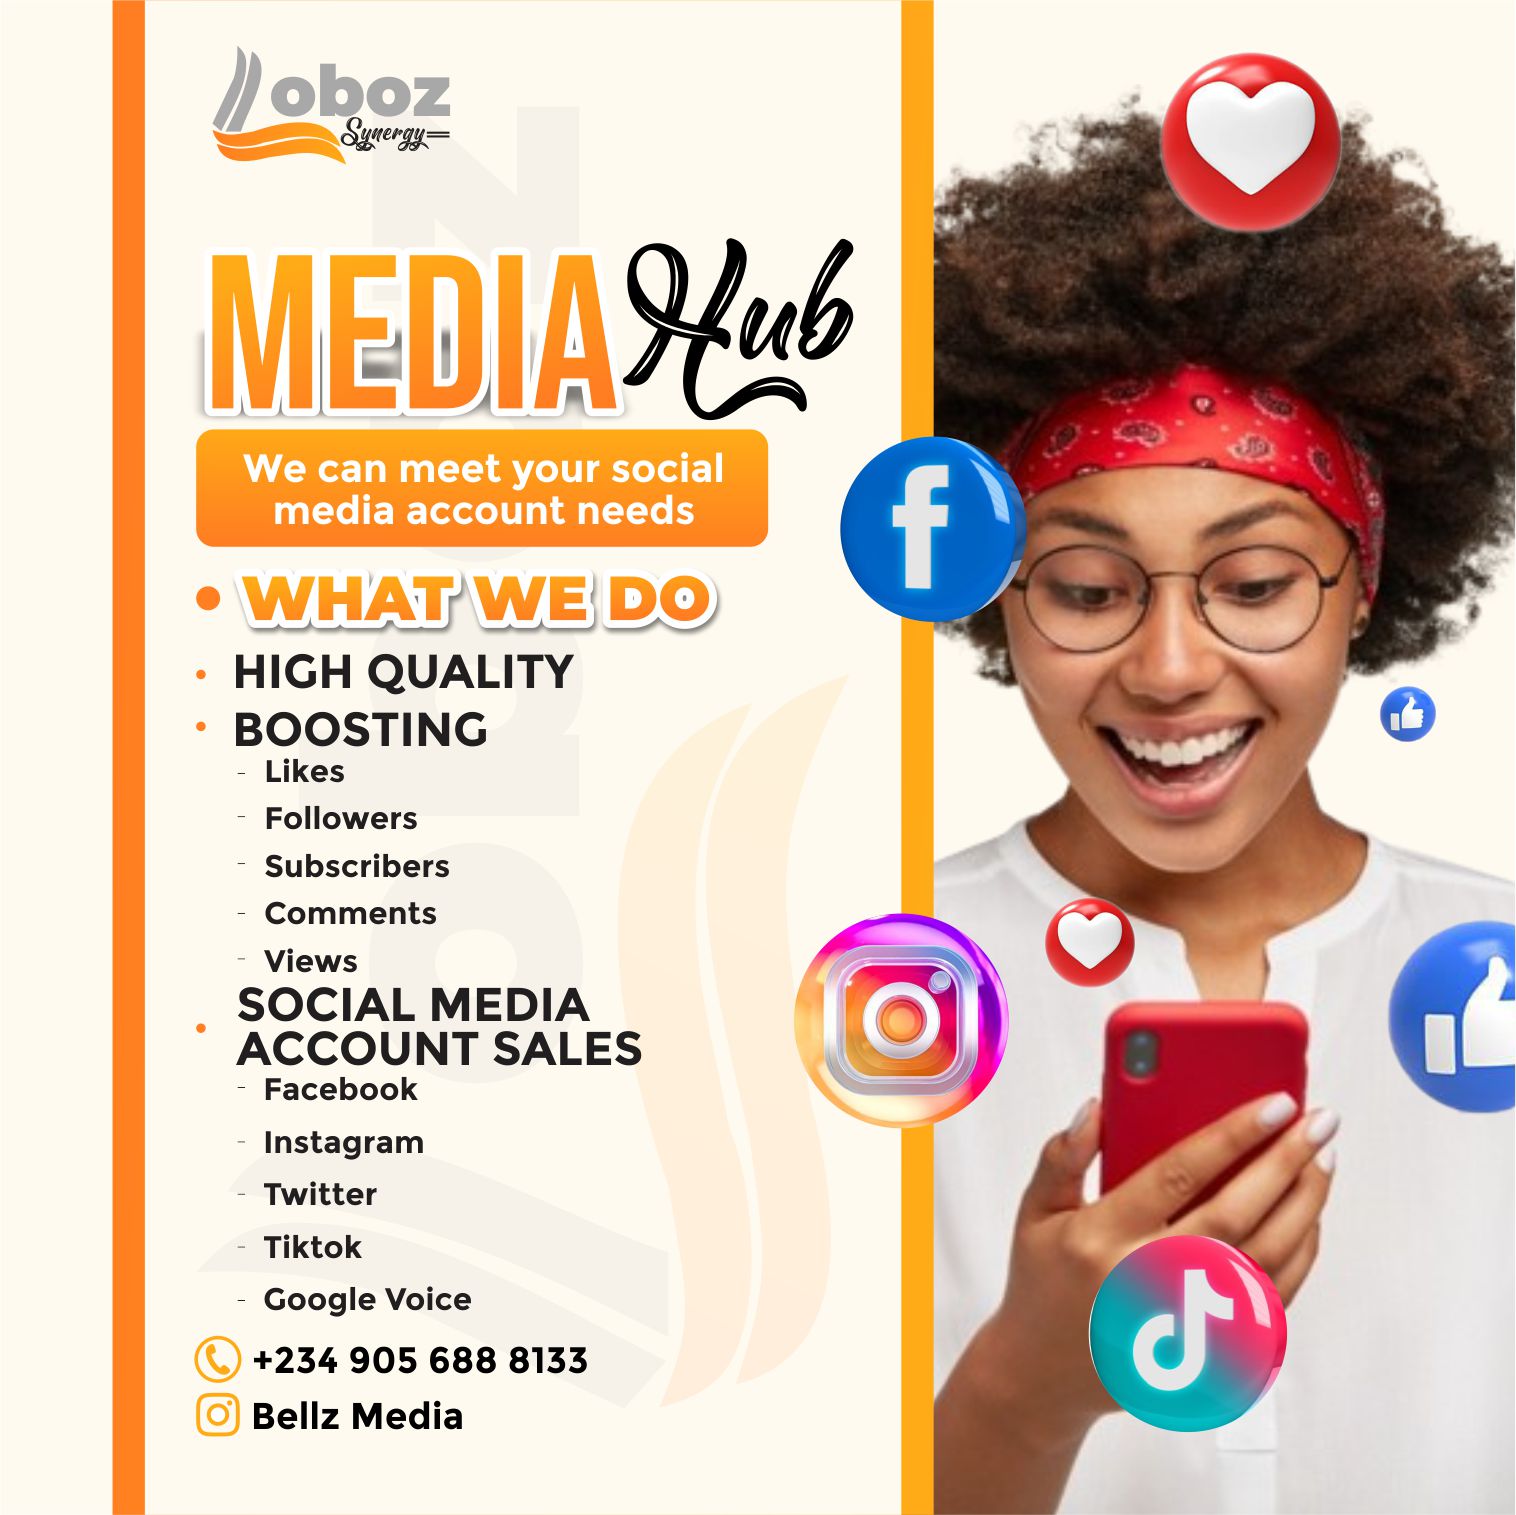 Loboz
Synergy
MEDIA Hub
We can meet your social
media account needs
• WHAT WE DO
• HIGH QUALITY
• BOOSTING
- Likes
- Followers
- Subscribers
- Comments
- Views
• SOCIAL MEDIA
ACCOUNT SALES
- Facebook
- Instagram
- Twitter
- Tiktok
- Google Voice
+234 905 688 8133
Bellz Media